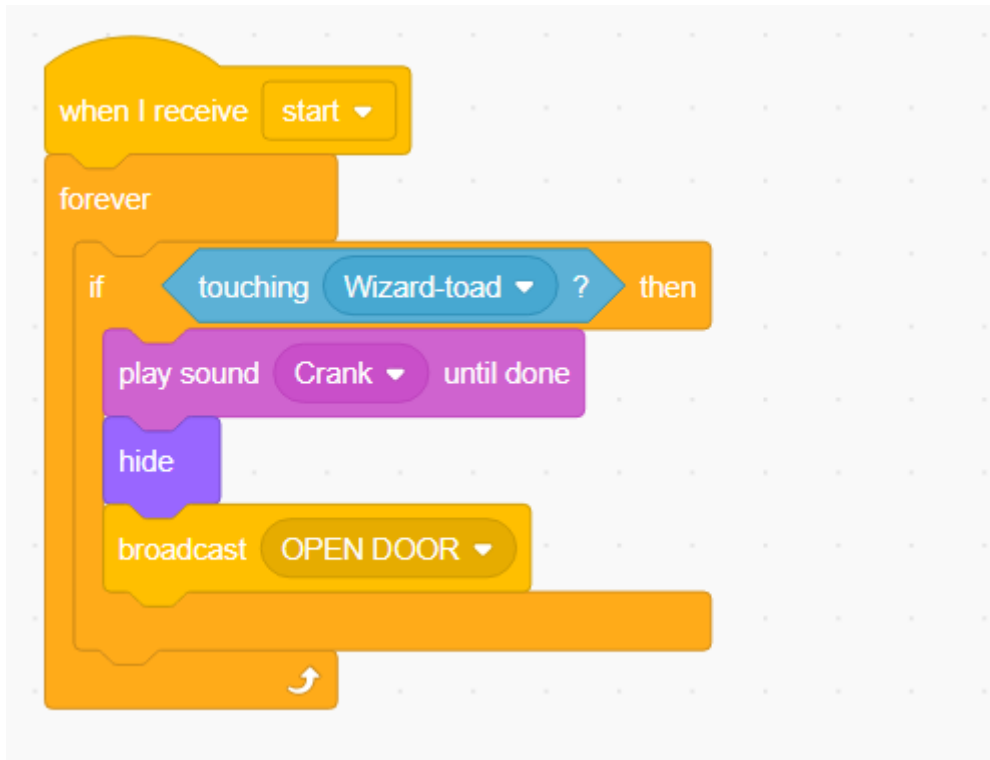 when I receive start
forever
if touching Wizard-toad ? then
play sound Crank until done
hide
broadcast OPEN DOOR